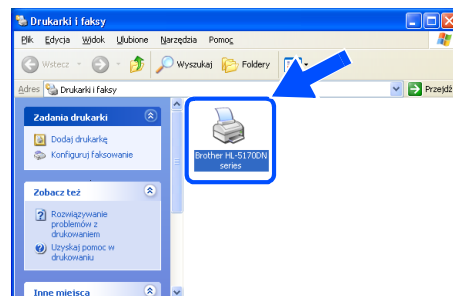 Drukarki i faksy
Plik Edycja Widok Ulubione Narzędzia Pomoc
Wstecz Wyszukaj Foldery
Adres Drukarki i faksy Przejdź
Zadania drukarki
Dodaj drukarkę
Konfiguruj faksowanie
Brother HL-5170DN
series
Zobacz też
Rozwiązywanie
problemów z
drukowaniem
Uzyskaj pomoc w
drukowaniu
Inne miejsca